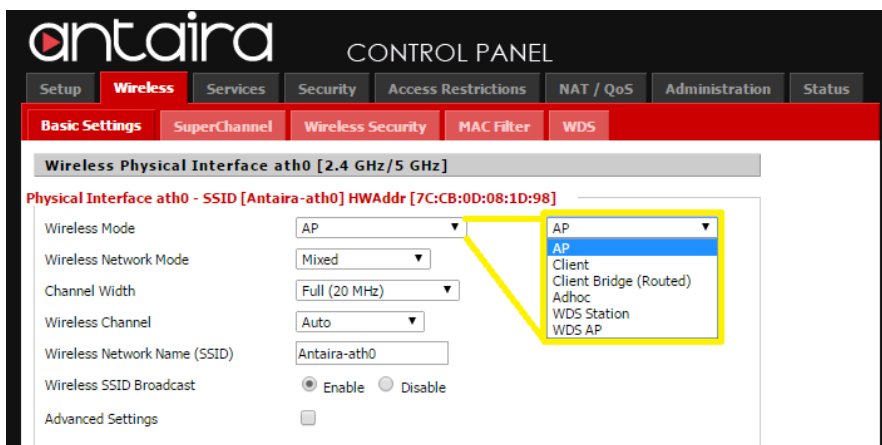 antaira CONTROL PANEL
Setup Wireless Services Security Access Restrictions NAT / QoS Administration Status
Basic Settings SuperChannel Wireless Security MAC Filter WDS
Wireless Physical Interface ath0 [2.4 GHz/5 GHz]
Physical Interface ath0 - SSID [Antaira-ath0] HWAddr [7C:CB:0D:08:1D:98]
Wireless Mode AP
Wireless Network Mode Mixed
Channel Width Full (20 MHz)
Wireless Channel Auto
Wireless Network Name (SSID) Antaira-ath0
Wireless SSID Broadcast Enable Disable
Advanced Settings
AP
AP
Client
Client Bridge (Routed)
Adhoc
WDS Station
WDS AP